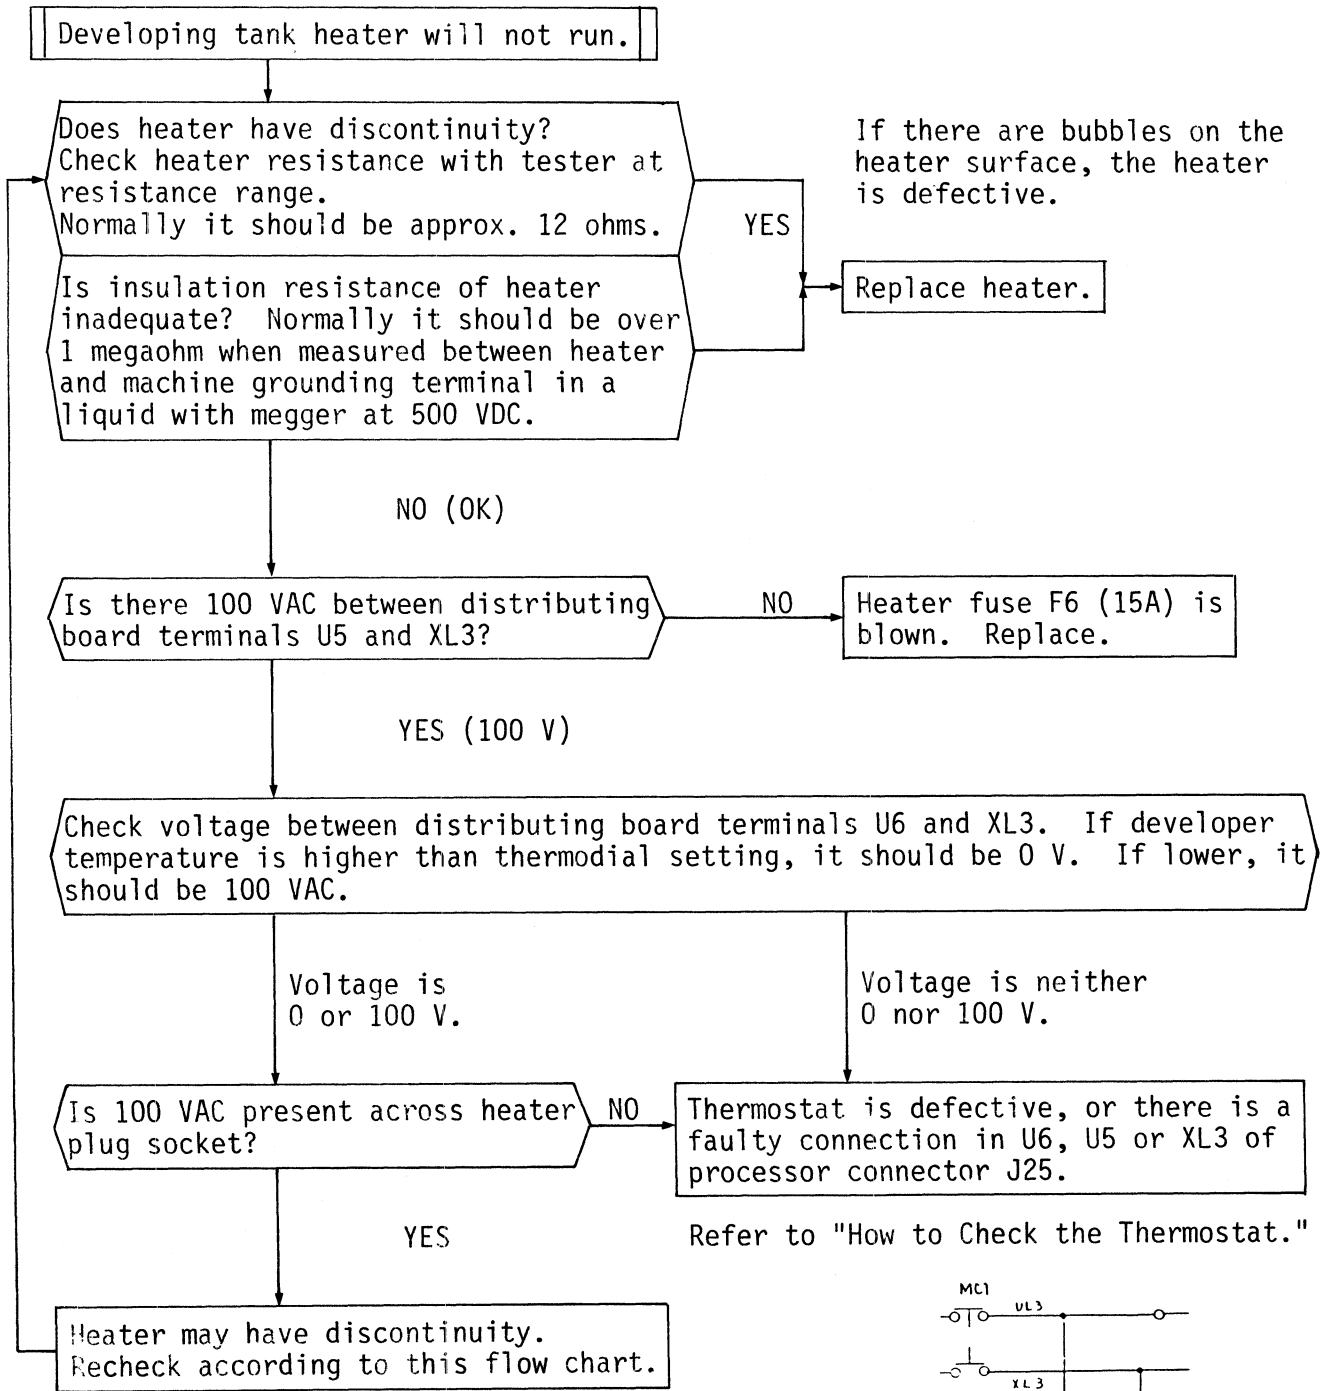 Developing tank heater will not run.
Does heater have discontinuity?
Check heater resistance with tester at
resistance range.
Normally it should be approx. 12 ohms.
If there are bubbles on the
heater surface, the heater
is defective.
YES
Is insulation resistance of heater
inadequate? Normally it should be over
1 megaohm when measured between heater
and machine grounding terminal in a
liquid with megger at 500 VDC.
Replace heater.
NO (OK)
Is there 100 VAC between distributing
board terminals U5 and XL3?
NO
Heater fuse F6 (15A) is
blown. Replace.
YES (100 V)
Check voltage between distributing board terminals U6 and XL3. If developer
temperature is higher than thermodial setting, it should be 0 V. If lower, it
should be 100 VAC.
Voltage is
0 or 100 V.
Voltage is neither
0 nor 100 V.
Is 100 VAC present across heater
plug socket?
NO
Thermostat is defective, or there is a
faulty connection in U6, U5 or XL3 of
processor connector J25.
YES
Refer to "How to Check the Thermostat."
Heater may have discontinuity.
Recheck according to this flow chart.
MC1
UL3
XL3